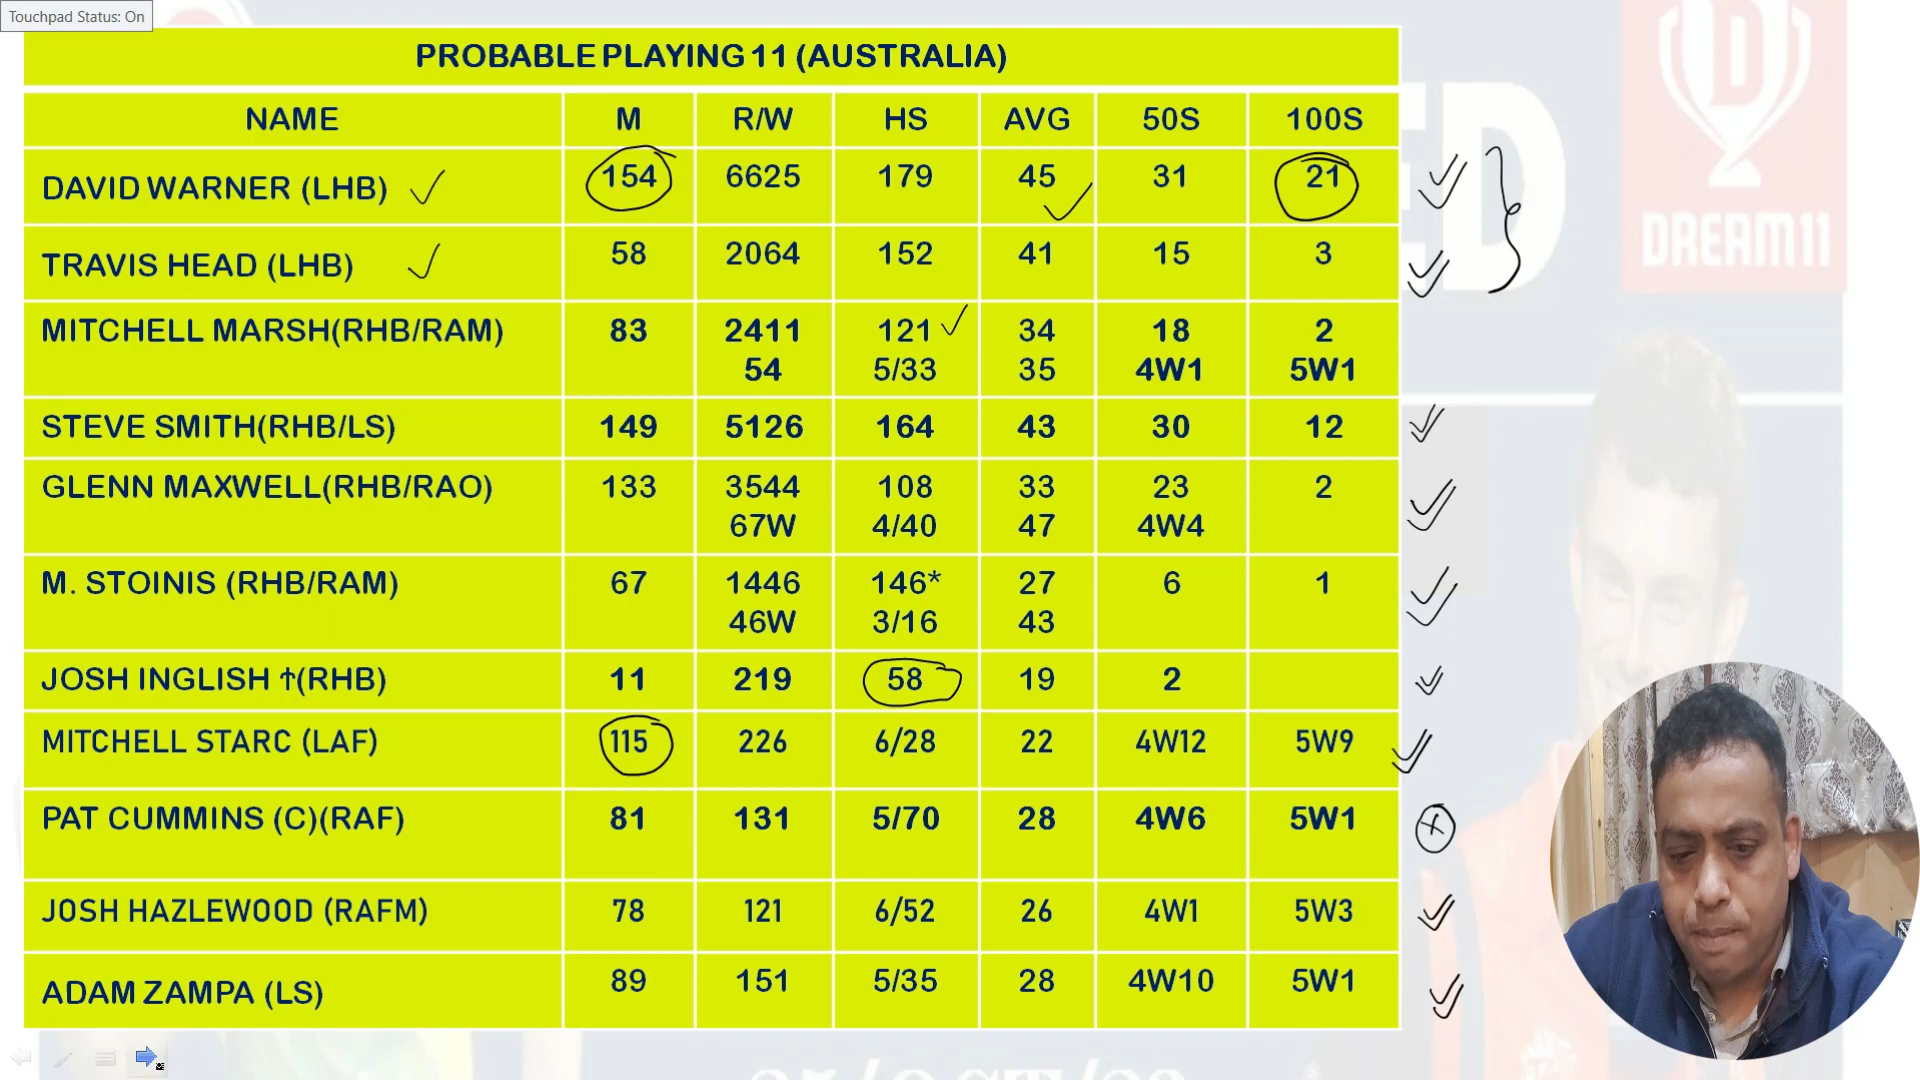 Touchpad Status: On
PROBABLE PLAYING 11 (AUSTRALIA)
NAME M R/W HS AVG 50S 100S
DAVID WARNER (LHB) 154 6625 179 45 31 21
TRAVIS HEAD (LHB) 58 2064 152 41 15 3
MITCHELL MARSH(RHB/RAM) 83 2411 121 34 18 2
54 5/33 35 4W1 5W1
STEVE SMITH(RHB/LS) 149 5126 164 43 30 12
GLENN MAXWELL(RHB/RAO) 133 3544 108 33 23 2
67W 4/40 47 4W4
M. STOINIS (RHB/RAM) 67 1446 146* 27 6 1
46W 3/16 43
JOSH INGLISH †(RHB) 11 219 58 19 2
MITCHELL STARC (LAF) 115 226 6/28 22 4W12 5W9
PAT CUMMINS (C)(RAF) 81 131 5/70 28 4W6 5W1
JOSH HAZLEWOOD (RAFM) 78 121 6/52 26 4W1 5W3
ADAM ZAMPA (LS) 89 151 5/35 28 4W10 5W1
DREAM11